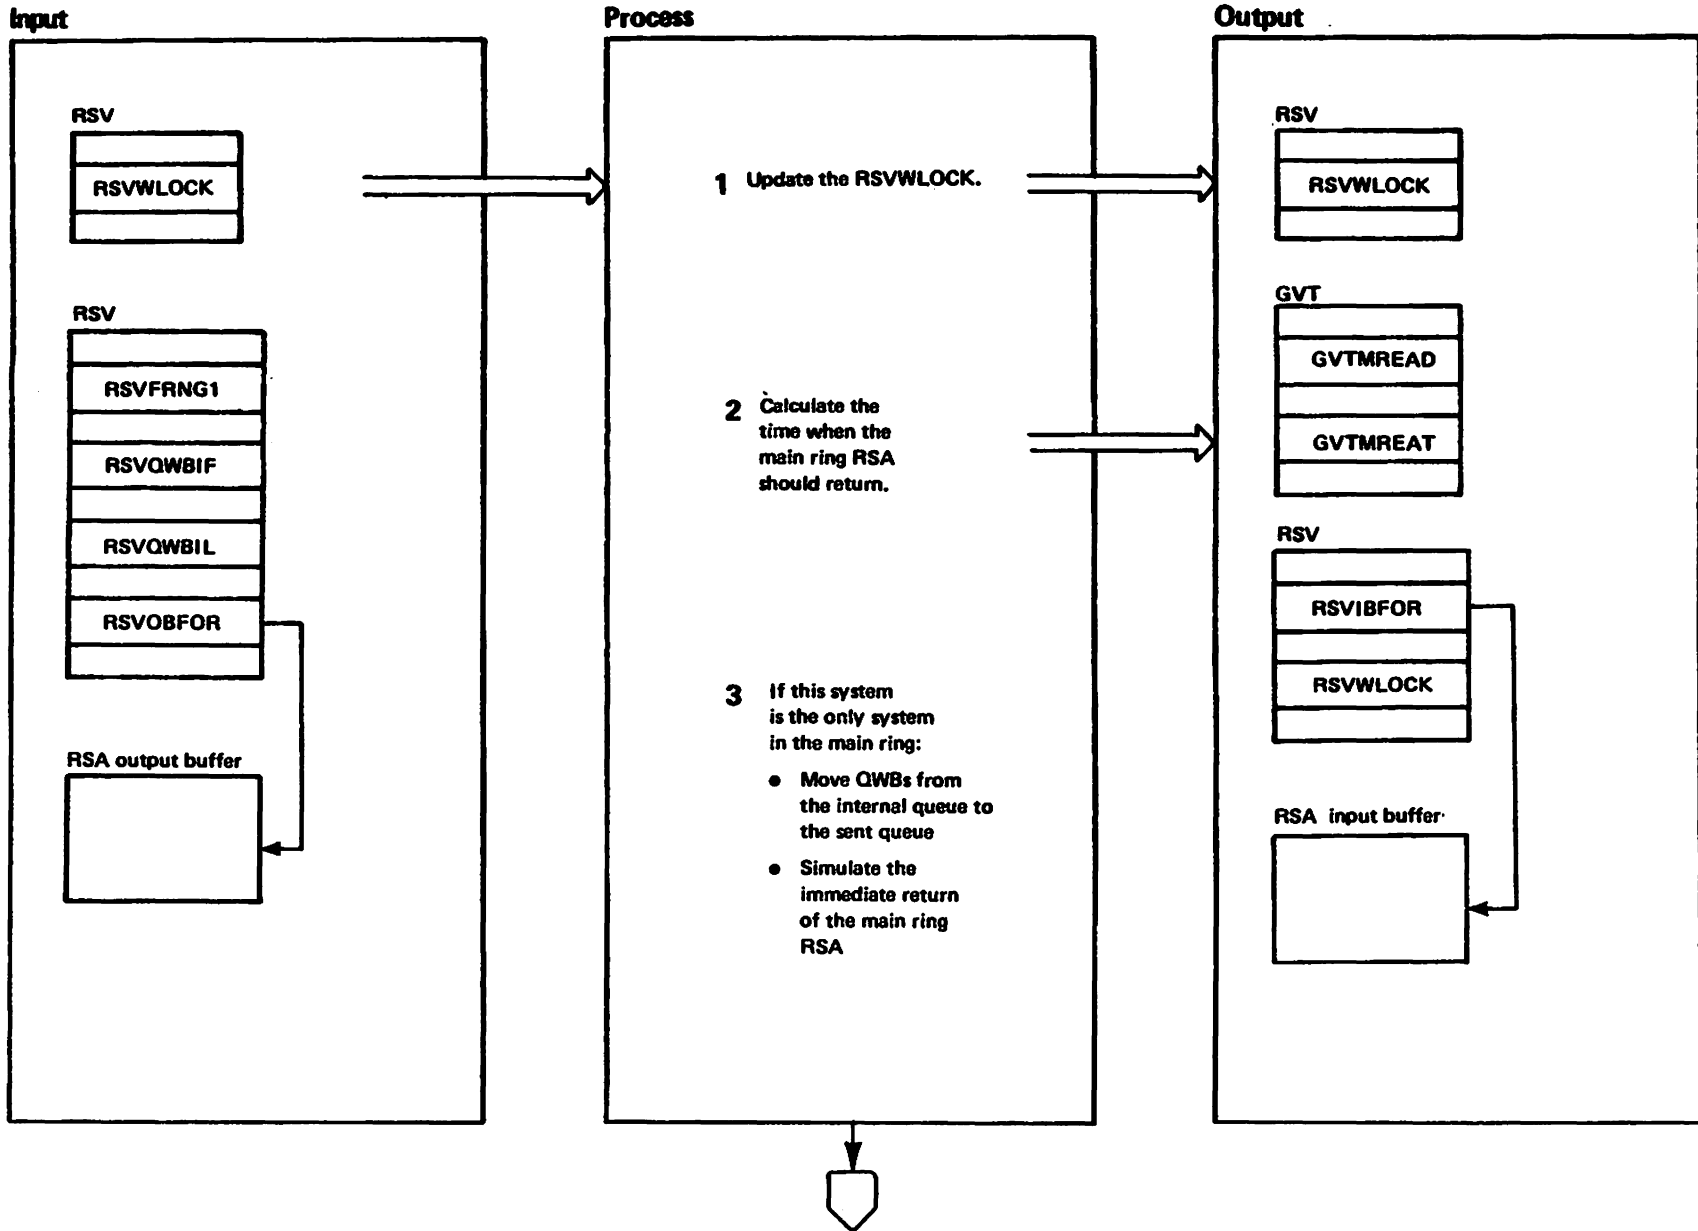 Input
RSV
RSVWLOCK
RSV
RSVFRNG1
RSVQWBIF
RSVQWBIL
RSVOBFOR
RSA output buffer
Process
1 Update the RSVWLOCK.
2 Calculate the
time when the
main ring RSA
should return.
3 If this system
is the only system
in the main ring:
• Move QWBs from
the internal queue to
the sent queue
• Simulate the
immediate return
of the main ring
RSA
Output
RSV
RSVWLOCK
GVT
GVTMREAD
GVTMREAT
RSV
RSVIBFOR
RSVWLOCK
RSA input buffer